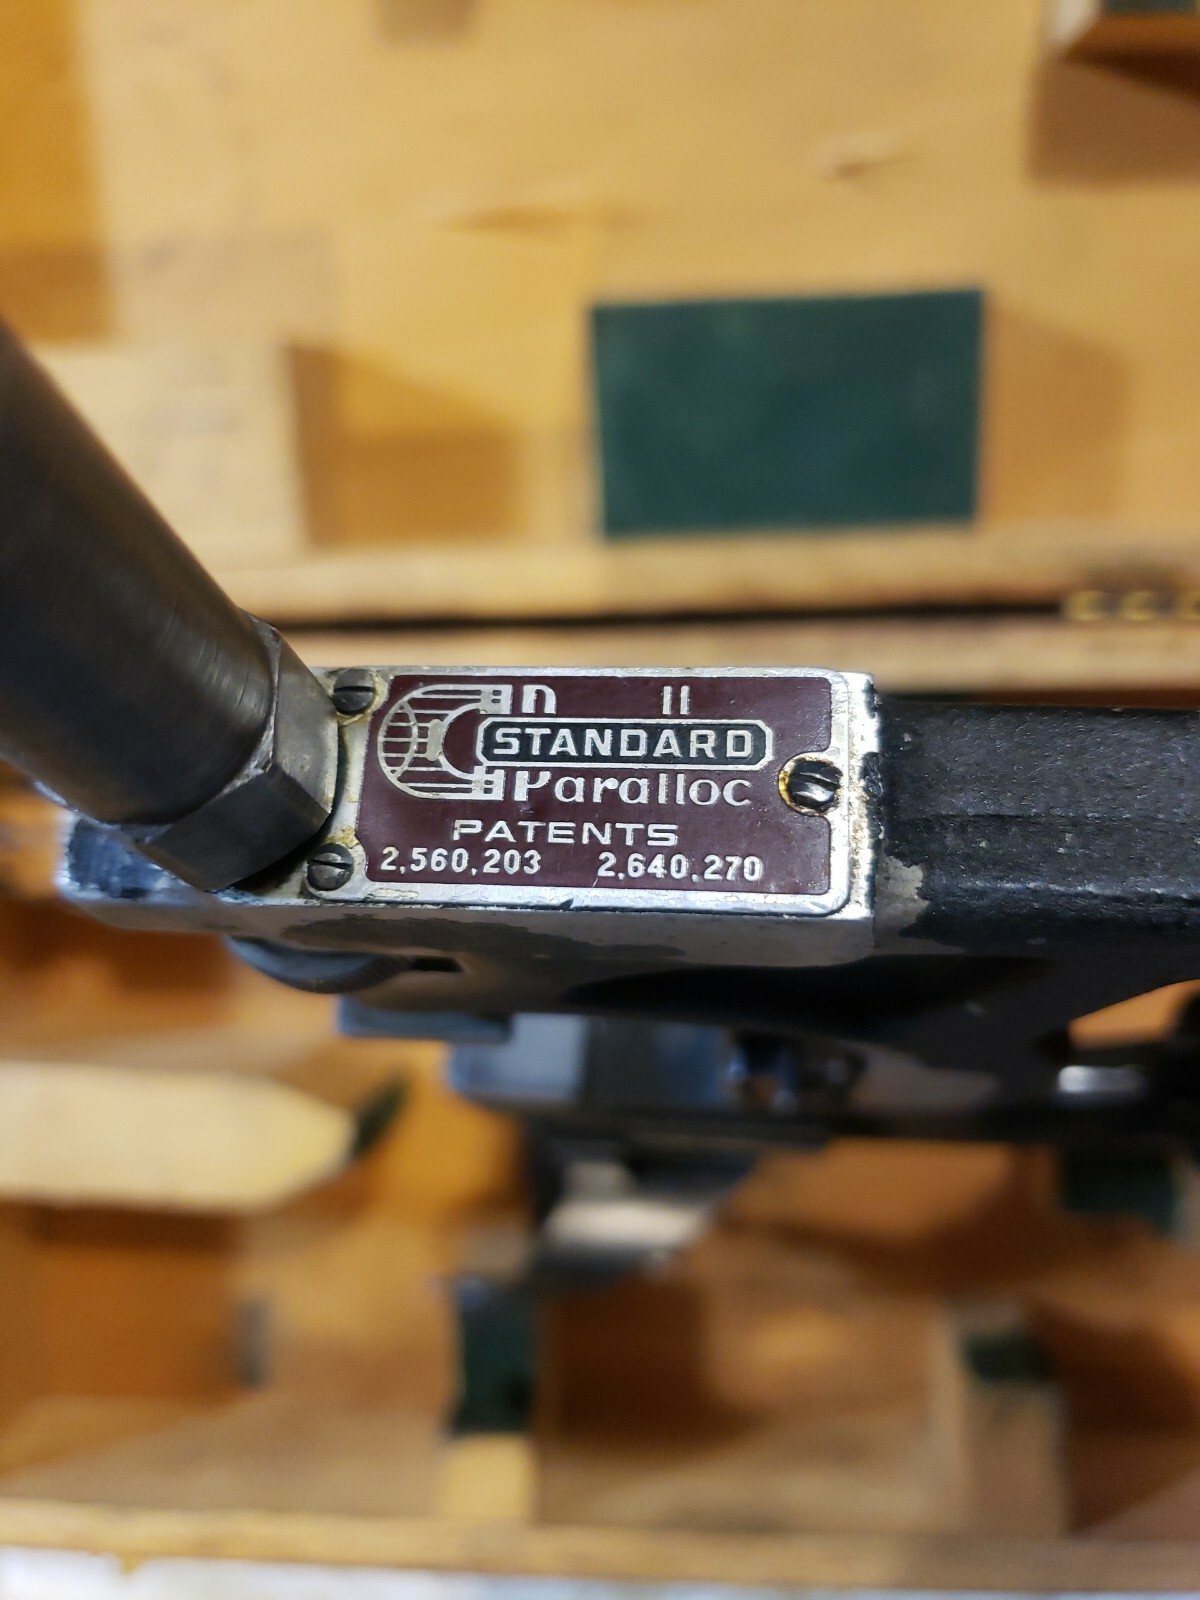 STANDARD
Paralloc
PATENTS
2,560,203 2,640,270